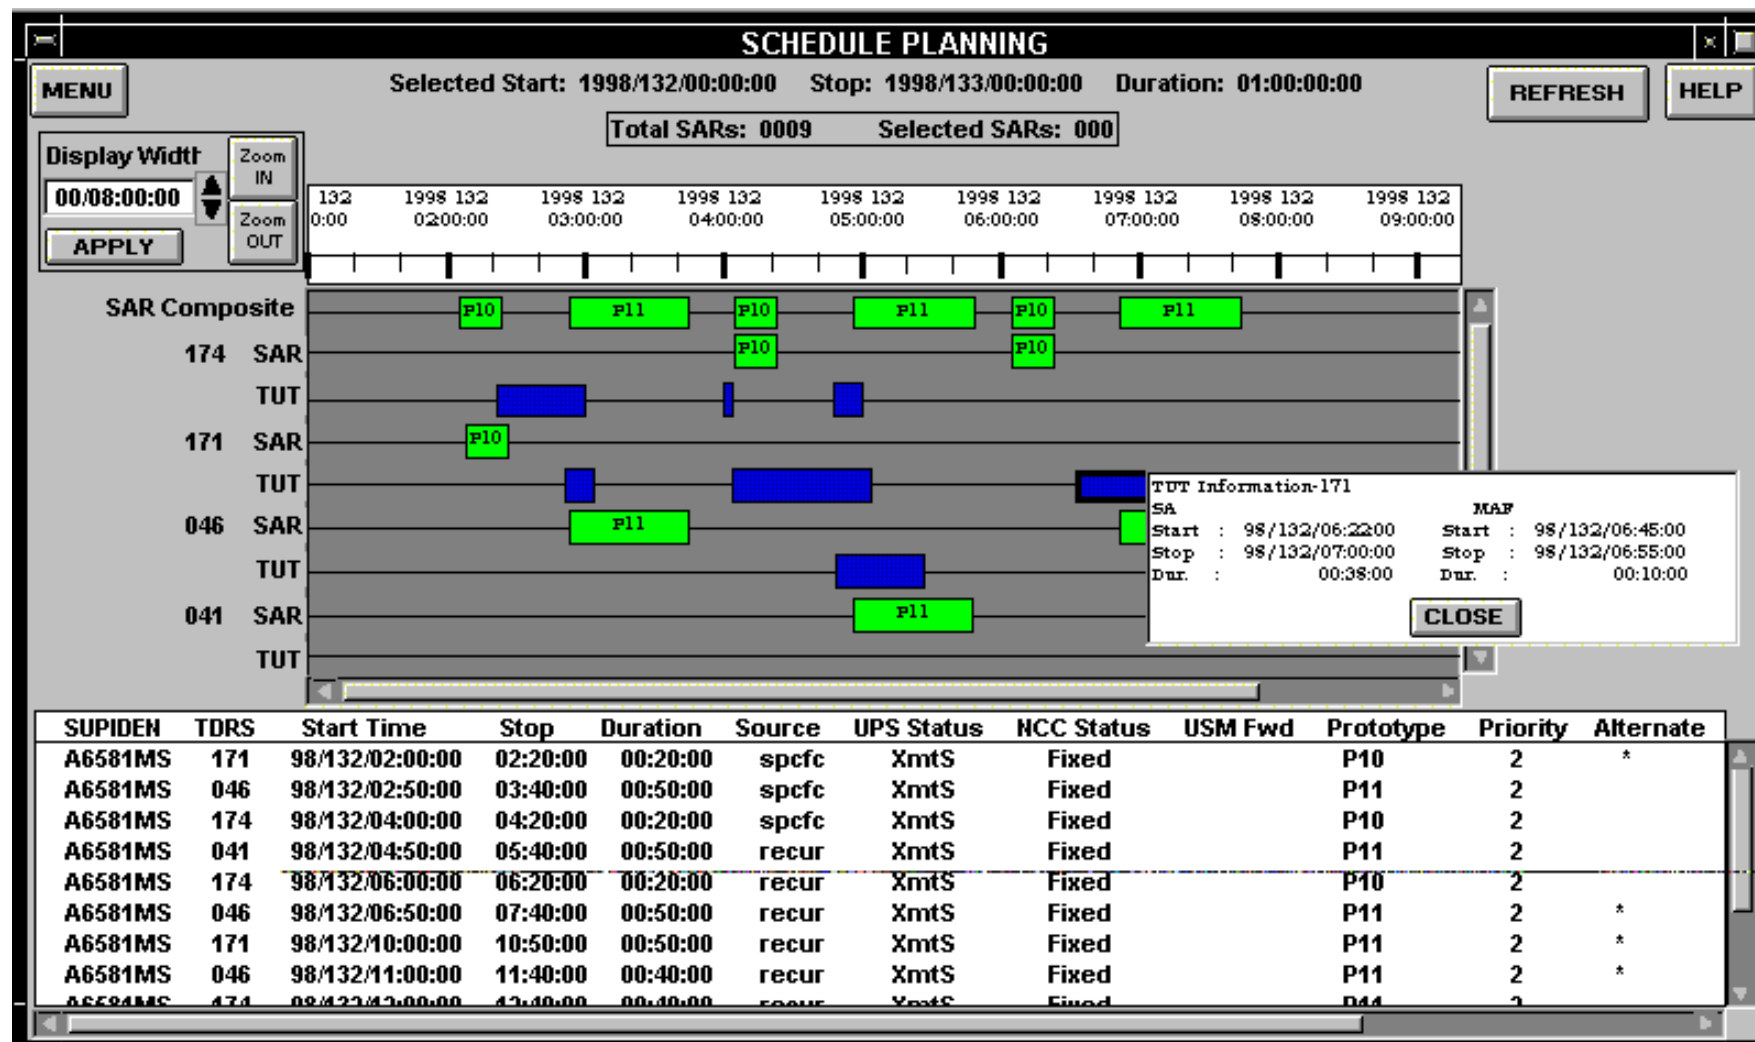 SCHEDULE PLANNING
MENU
Selected Start: 1998/132/00:00:00 Stop: 1998/133/00:00:00 Duration: 01:00:00:00
REFRESH
HELP
Total SARs: 0009 Selected SARs: 000
Display Width
Zoom IN
00/08:00:00
Zoom OUT
APPLY
132 1998 132 1998 132 1998 132 1998 132 1998 132 1998 132 1998 132 1998 132
0:00 02:00:00 03:00:00 04:00:00 05:00:00 06:00:00 07:00:00 08:00:00 09:00:00
SAR Composite P10 P11 P10 P11 P10 P11
174 SAR P10 P10
TUT
171 SAR P10
TUT
046 SAR P11
TUT
041 SAR P11
TUT
TUT Information-171
SA MAF
Start : 98/132/06:22:00 Start : 98/132/06:45:00
Stop : 98/132/07:00:00 Stop : 98/132/06:55:00
Dur. : 00:38:00 Dur. : 00:10:00
CLOSE
SUPIDEN TDRS Start Time Stop Duration Source UPS Status NCC Status USM Fwd Prototype Priority Alternate
A6581MS 171 98/132/02:00:00 02:20:00 00:20:00 spcfc XmtS Fixed P10 2 *
A6581MS 046 98/132/02:50:00 03:40:00 00:50:00 spcfc XmtS Fixed P11 2
A6581MS 174 98/132/04:00:00 04:20:00 00:20:00 spcfc XmtS Fixed P10 2
A6581MS 041 98/132/04:50:00 05:40:00 00:50:00 recur XmtS Fixed P11 2
A6581MS 174 98/132/06:00:00 06:20:00 00:20:00 recur XmtS Fixed P10 2
A6581MS 046 98/132/06:50:00 07:40:00 00:50:00 recur XmtS Fixed P11 2 *
A6581MS 171 98/132/10:00:00 10:50:00 00:50:00 recur XmtS Fixed P11 2 *
A6581MS 046 98/132/11:00:00 11:40:00 00:40:00 recur XmtS Fixed P11 2 *